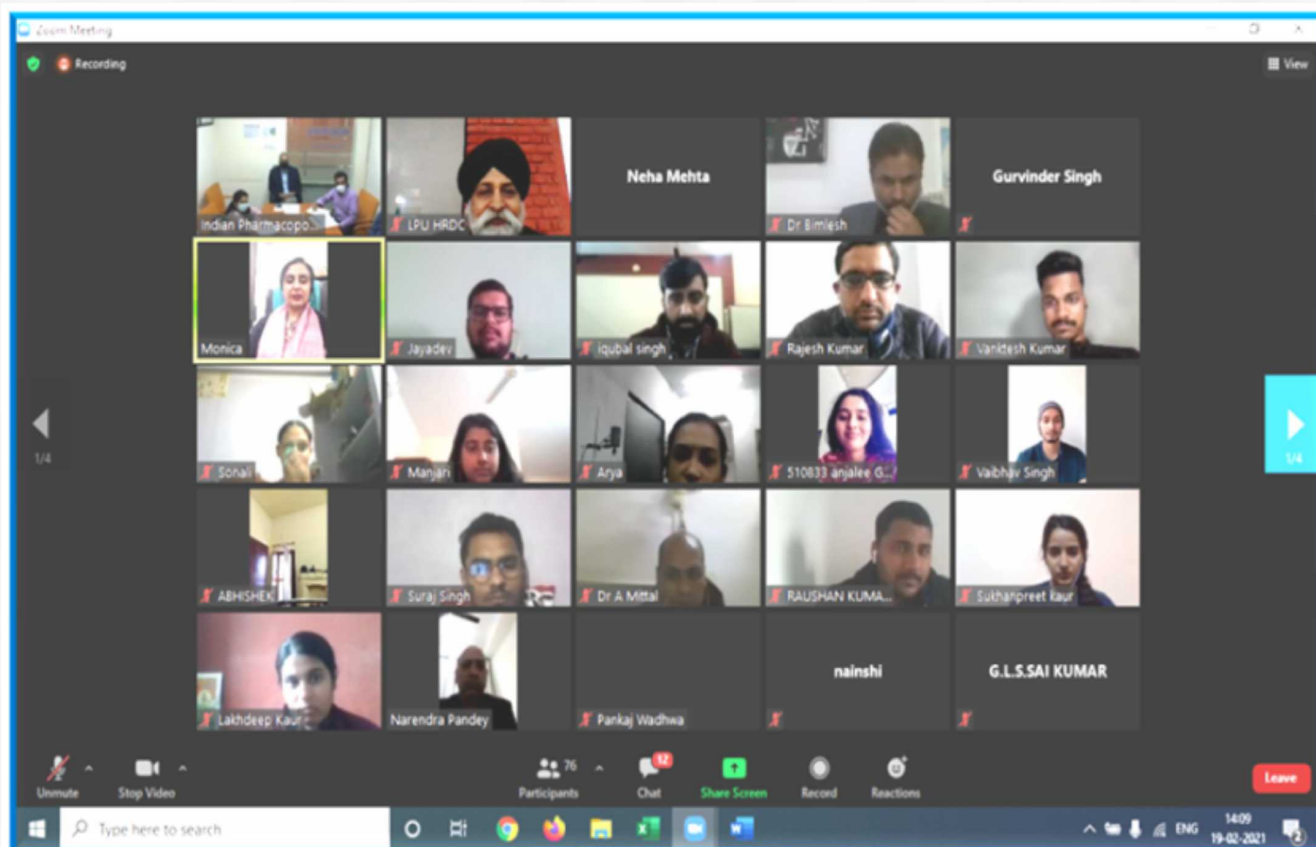 Zoom Meeting
Recording
View
Indian Pharmacopo...
LPU HRDC
Neha Mehta
Dr Bimlesh
Gurvinder Singh
Monica
Jayadev
iqubal singh
Rajesh Kumar
Vanktesh Kumar
Sonali
Manjari
Arya
510833 anjalee G...
Vaibhav Singh
1/4
1/4
ABHISHEK
Suraj Singh
Dr A Mittal
RAUSHAN KUMA...
Sukhanpreet kaur
Lakhdeep Kaur
Narendra Pandey
Pankaj Wadhwa
nainshi
G.L.S.SAI KUMAR
Unmute
Stop Video
76
Participants
12
Chat
Share Screen
Record
Reactions
Leave
Type here to search
ENG
14:09
19-02-2021
2